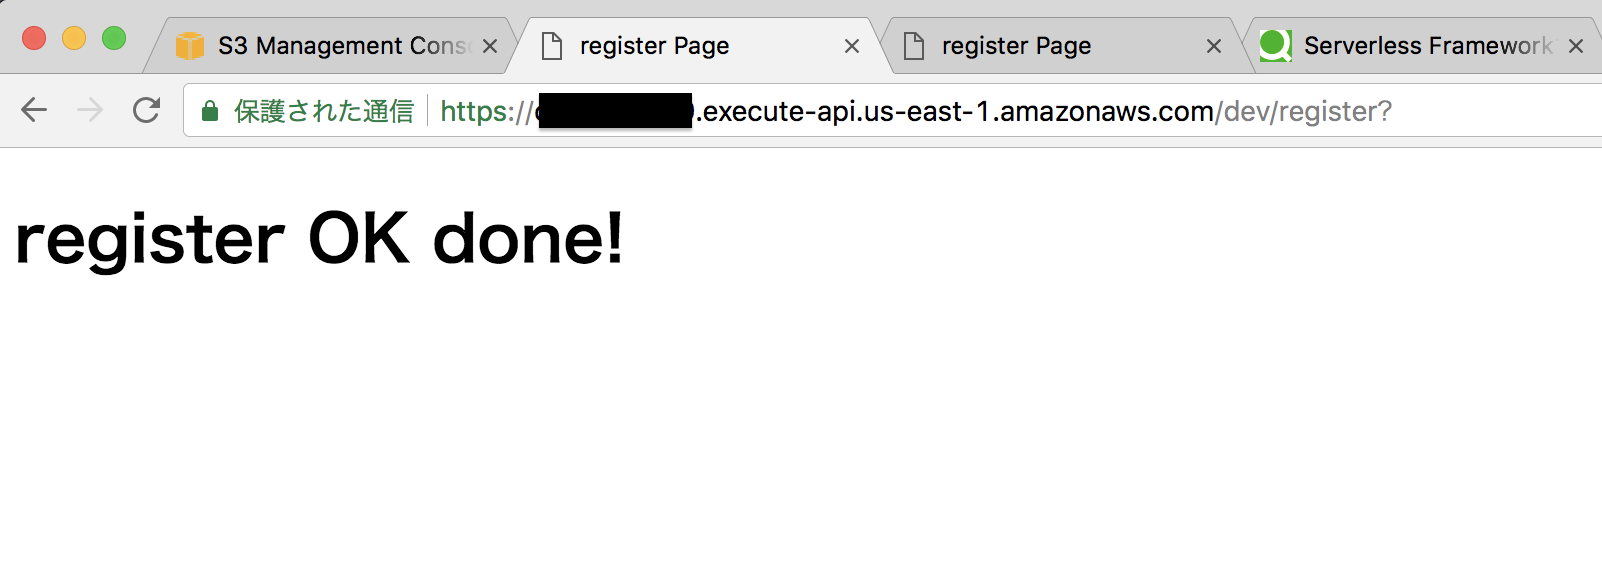 S3 Management Cons
register Page
register Page
Serverless Framework
保護された通信 https:// .execute-api.us-east-1.amazonaws.com/dev/register?
register OK done!